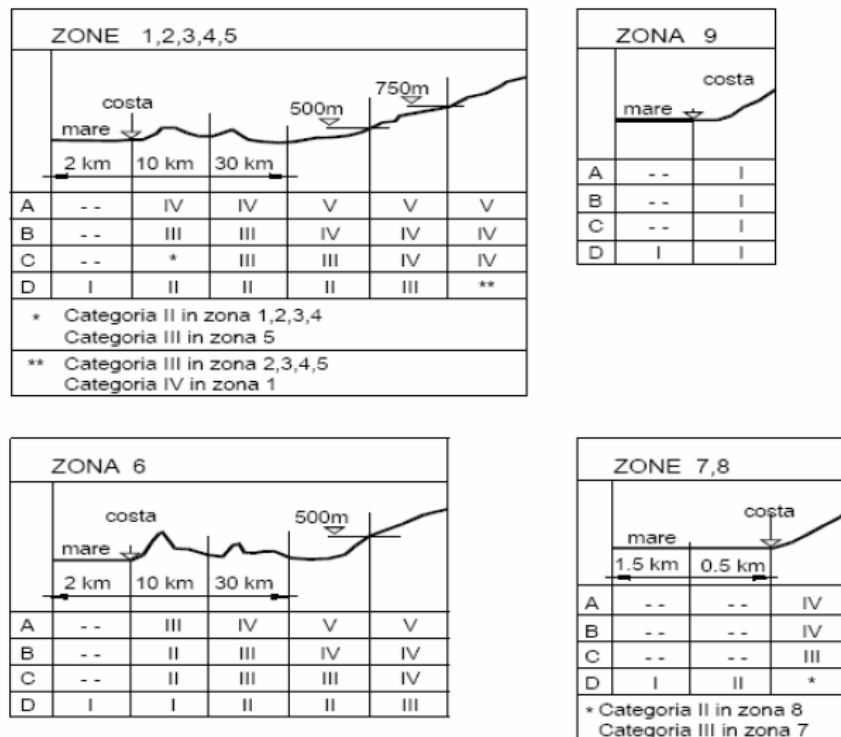 ZONE 1,2,3,4,5
costa
mare
500m
750m
2 km 10 km 30 km
A -- IV IV V V V
B -- III III IV IV IV
C -- * III III IV IV
D I II II II III **
* Categoria II in zona 1,2,3,4
Categoria III in zona 5
** Categoria III in zona 2,3,4,5
Categoria IV in zona 1
ZONA 9
costa
mare
A -- I
B -- I
C -- I
D I I
ZONA 6
costa
mare
500m
2 km 10 km 30 km
A -- III IV V V
B -- II III IV IV
C -- II III III IV
D I I II II III
ZONE 7,8
costa
mare
1.5 km 0.5 km
A -- -- IV
B -- -- IV
C -- -- III
D I II *
* Categoria II in zona 8
Categoria III in zona 7